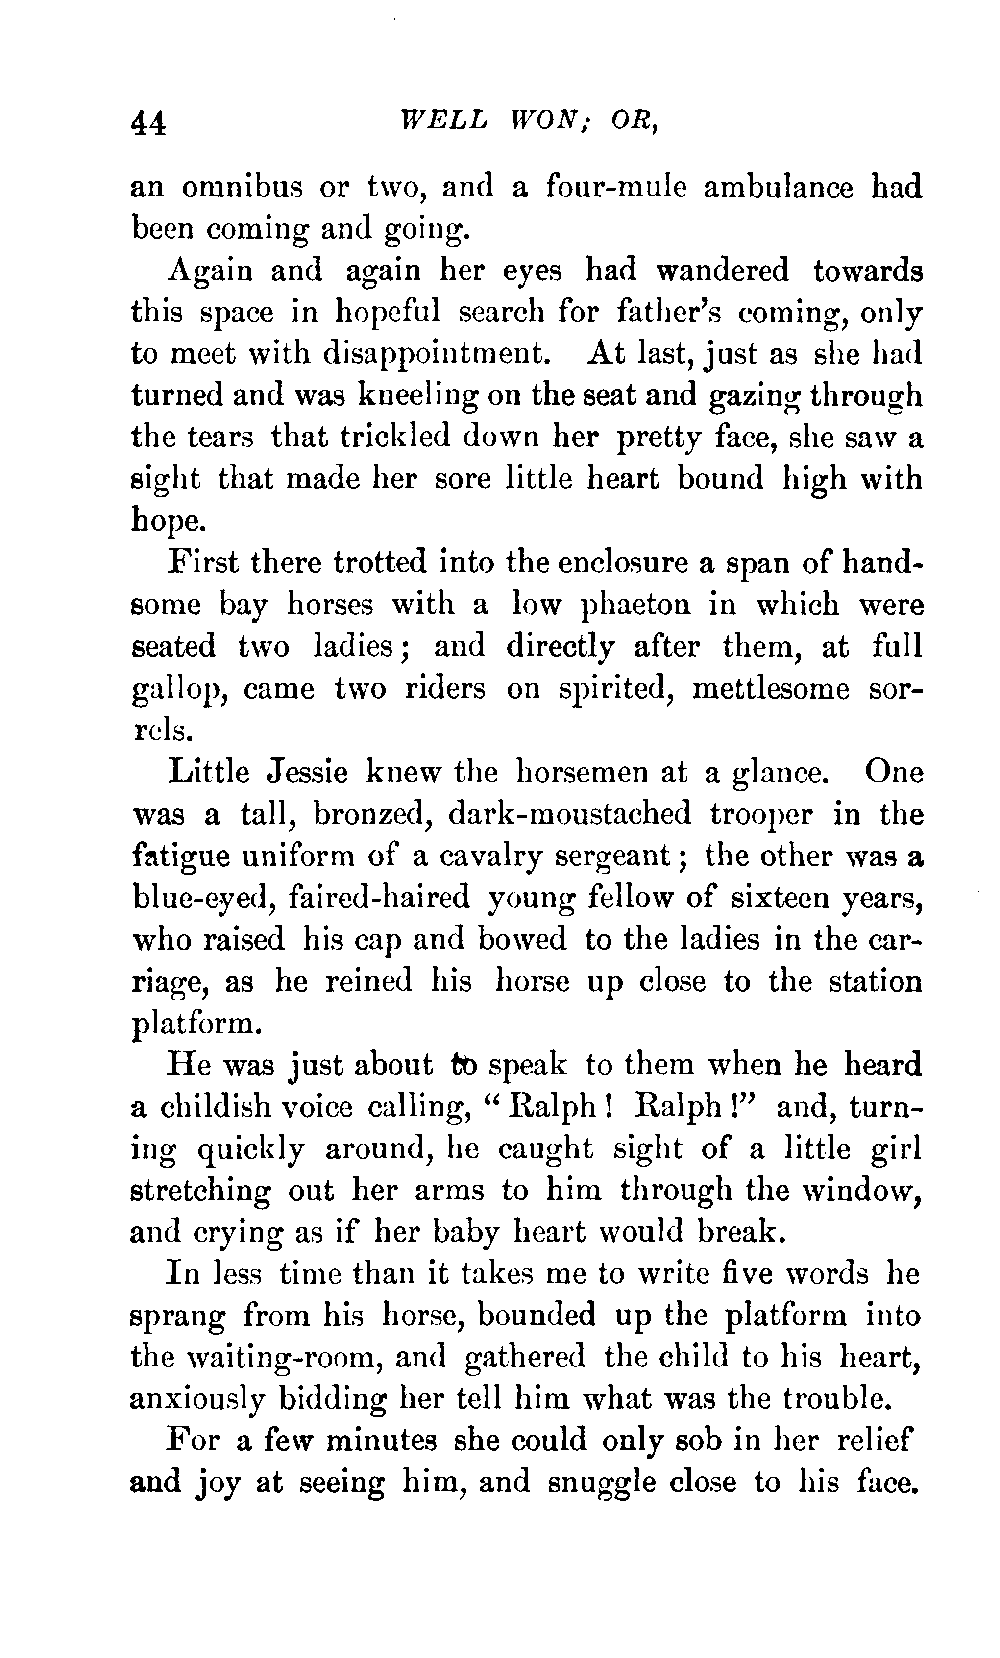 44 WELL WON; OR,
an omnibus or two, and a four-mule ambulance had
been coming and going.
Again and again her eyes had wandered towards
this space in hopeful search for father's coming, only
to meet with disappointment. At last, just as she had
turned and was kneeling on the seat and gazing through
the tears that trickled down her pretty face, she saw a
sight that made her sore little heart bound high with
hope.
First there trotted into the enclosure a span of hand-
some bay horses with a low phaeton in which were
seated two ladies; and directly after them, at full
gallop, came two riders on spirited, mettlesome sor-
rels.
Little Jessie knew the horsemen at a glance. One
was a tall, bronzed, dark-moustached trooper in the
fatigue uniform of a cavalry sergeant; the other was a
blue-eyed, faired-haired young fellow of sixteen years,
who raised his cap and bowed to the ladies in the car-
riage, as he reined his horse up close to the station
platform.
He was just about to speak to them when he heard
a childish voice calling, "Ralph! Ralph!" and, turn-
ing quickly around, he caught sight of a little girl
stretching out her arms to him through the window,
and crying as if her baby heart would break.
In less time than it takes me to write five words he
sprang from his horse, bounded up the platform into
the waiting-room, and gathered the child to his heart,
anxiously bidding her tell him what was the trouble.
For a few minutes she could only sob in her relief
and joy at seeing him, and snuggle close to his face.